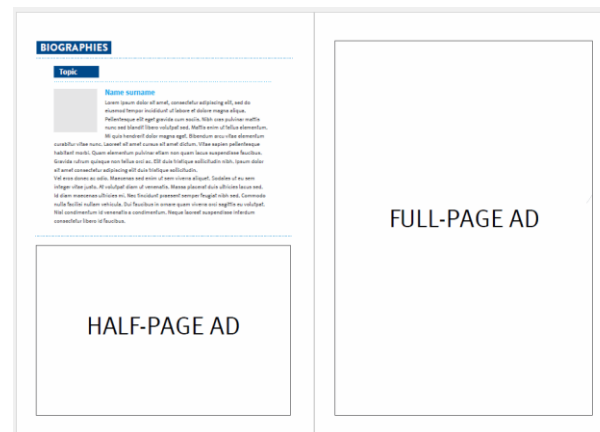 BIOGRAPHIES
Topic
Name surname
Lorem ipsum dolor sit amet, consectetur adipiscing elit, sed do
eiusmod tempor incididunt ut labore et dolore magna aliqua.
Pellentesque elit eget gravida cum sociis. Nibh cras pulvinar mattis
nunc sed blandit libero volutpat sed. Mattis enim ut tellus elementum.
Mi quis hendrerit dolor magna eget. Bibendum arcu vitae elementum
curabitur vitae nunc. Laoreet sit amet cursus sit amet dictum. Vitae sapien pellentesque
habitant morbi. Quam elementum pulvinar etiam non quam lacus suspendisse faucibus.
Gravida rutrum quisque non tellus orci ac. Elit duis tristique sollicitudin nibh. Ipsum dolor
sit amet consectetur adipiscing elit duis tristique sollicitudin.
Vel eros donec ac odio. Maecenas sed enim ut sem viverra aliquet. Sodales ut eu sem
integer vitae justo. At volutpat diam ut venenatis. Massa placerat duis ultricies lacus sed.
Id diam maecenas ultricies mi. Nec tincidunt praesent semper feugiat nibh sed. Commodo
nulla facilisi nullam vehicula. Dui faucibus in ornare quam viverra orci sagittis eu volutpat.
Nisl condimentum id venenatis a condimentum. Neque laoreet suspendisse interdum
consectetur libero id faucibus.
HALF-PAGE AD
FULL-PAGE AD